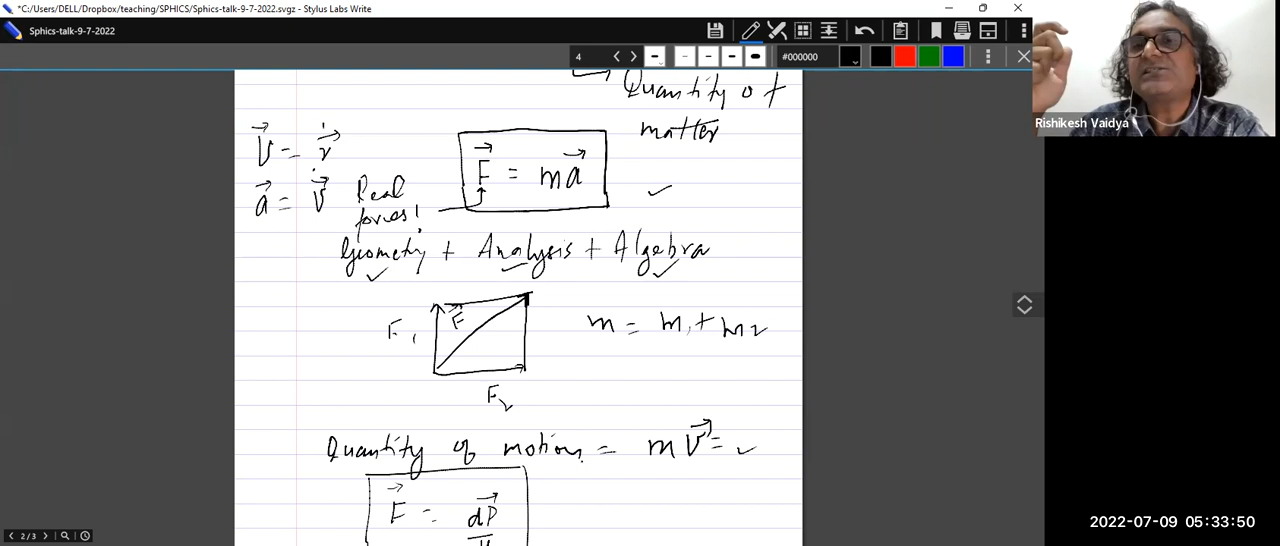 *C:/Users/DELL/Dropbox/teaching/SPHICS/Sphics-talk-9-7-2022.svgz - Stylus Labs Write
Sphics-talk-9-7-2022
4
#000000
Rishikesh Vaidya
Quantity of
matter
V = ṙ
F = ma
a = V̇
Real
forces!
Geometry + Analysis + Algebra
F
F1
m = m1 + m2
F2
Quantity of motion = mV =
F = dP
2/3
2022-07-09 05:33:50